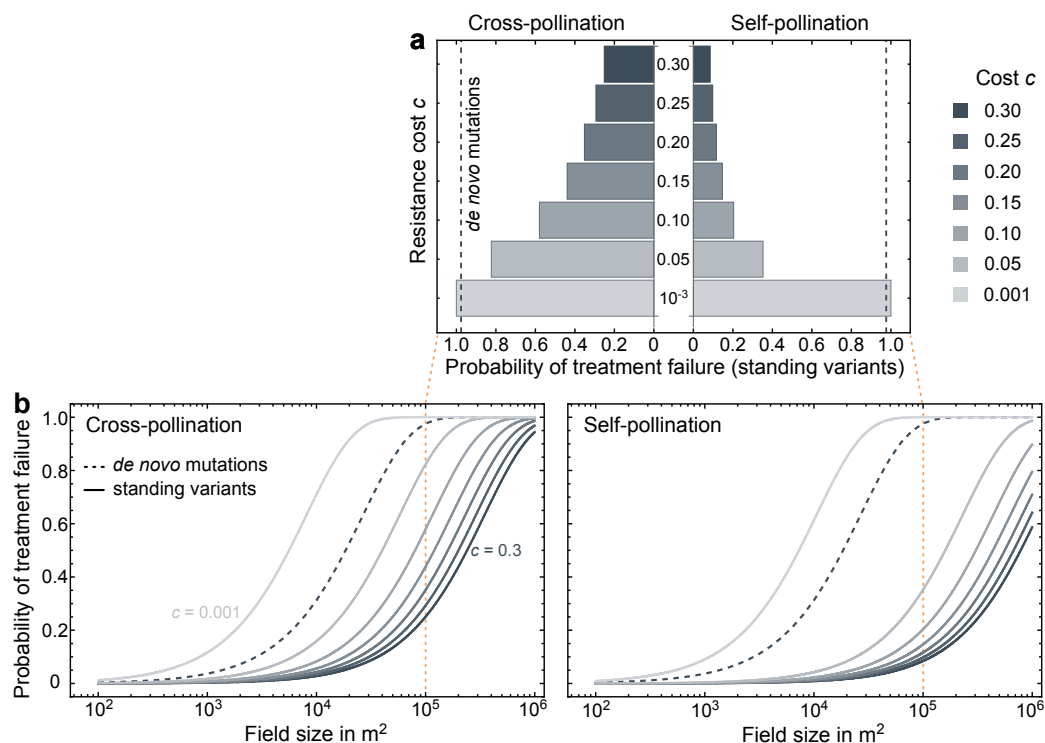 Cross-pollination
Self-pollination
a
Resistance cost c
de novo mutations
0.30
0.25
0.20
0.15
0.10
0.05
10⁻³
1.0 0.8 0.6 0.4 0.2 0
0 0.2 0.4 0.6 0.8 1.0
Probability of treatment failure (standing variants)
Cost c
0.30
0.25
0.20
0.15
0.10
0.05
0.001
b
Probability of treatment failure
1.0
0.8
0.6
0.4
0.2
0
Cross-pollination
de novo mutations
standing variants
c = 0.3
c = 0.001
10² 10³ 10⁴ 10⁵ 10⁶
Field size in m²
Self-pollination
10² 10³ 10⁴ 10⁵ 10⁶
Field size in m²